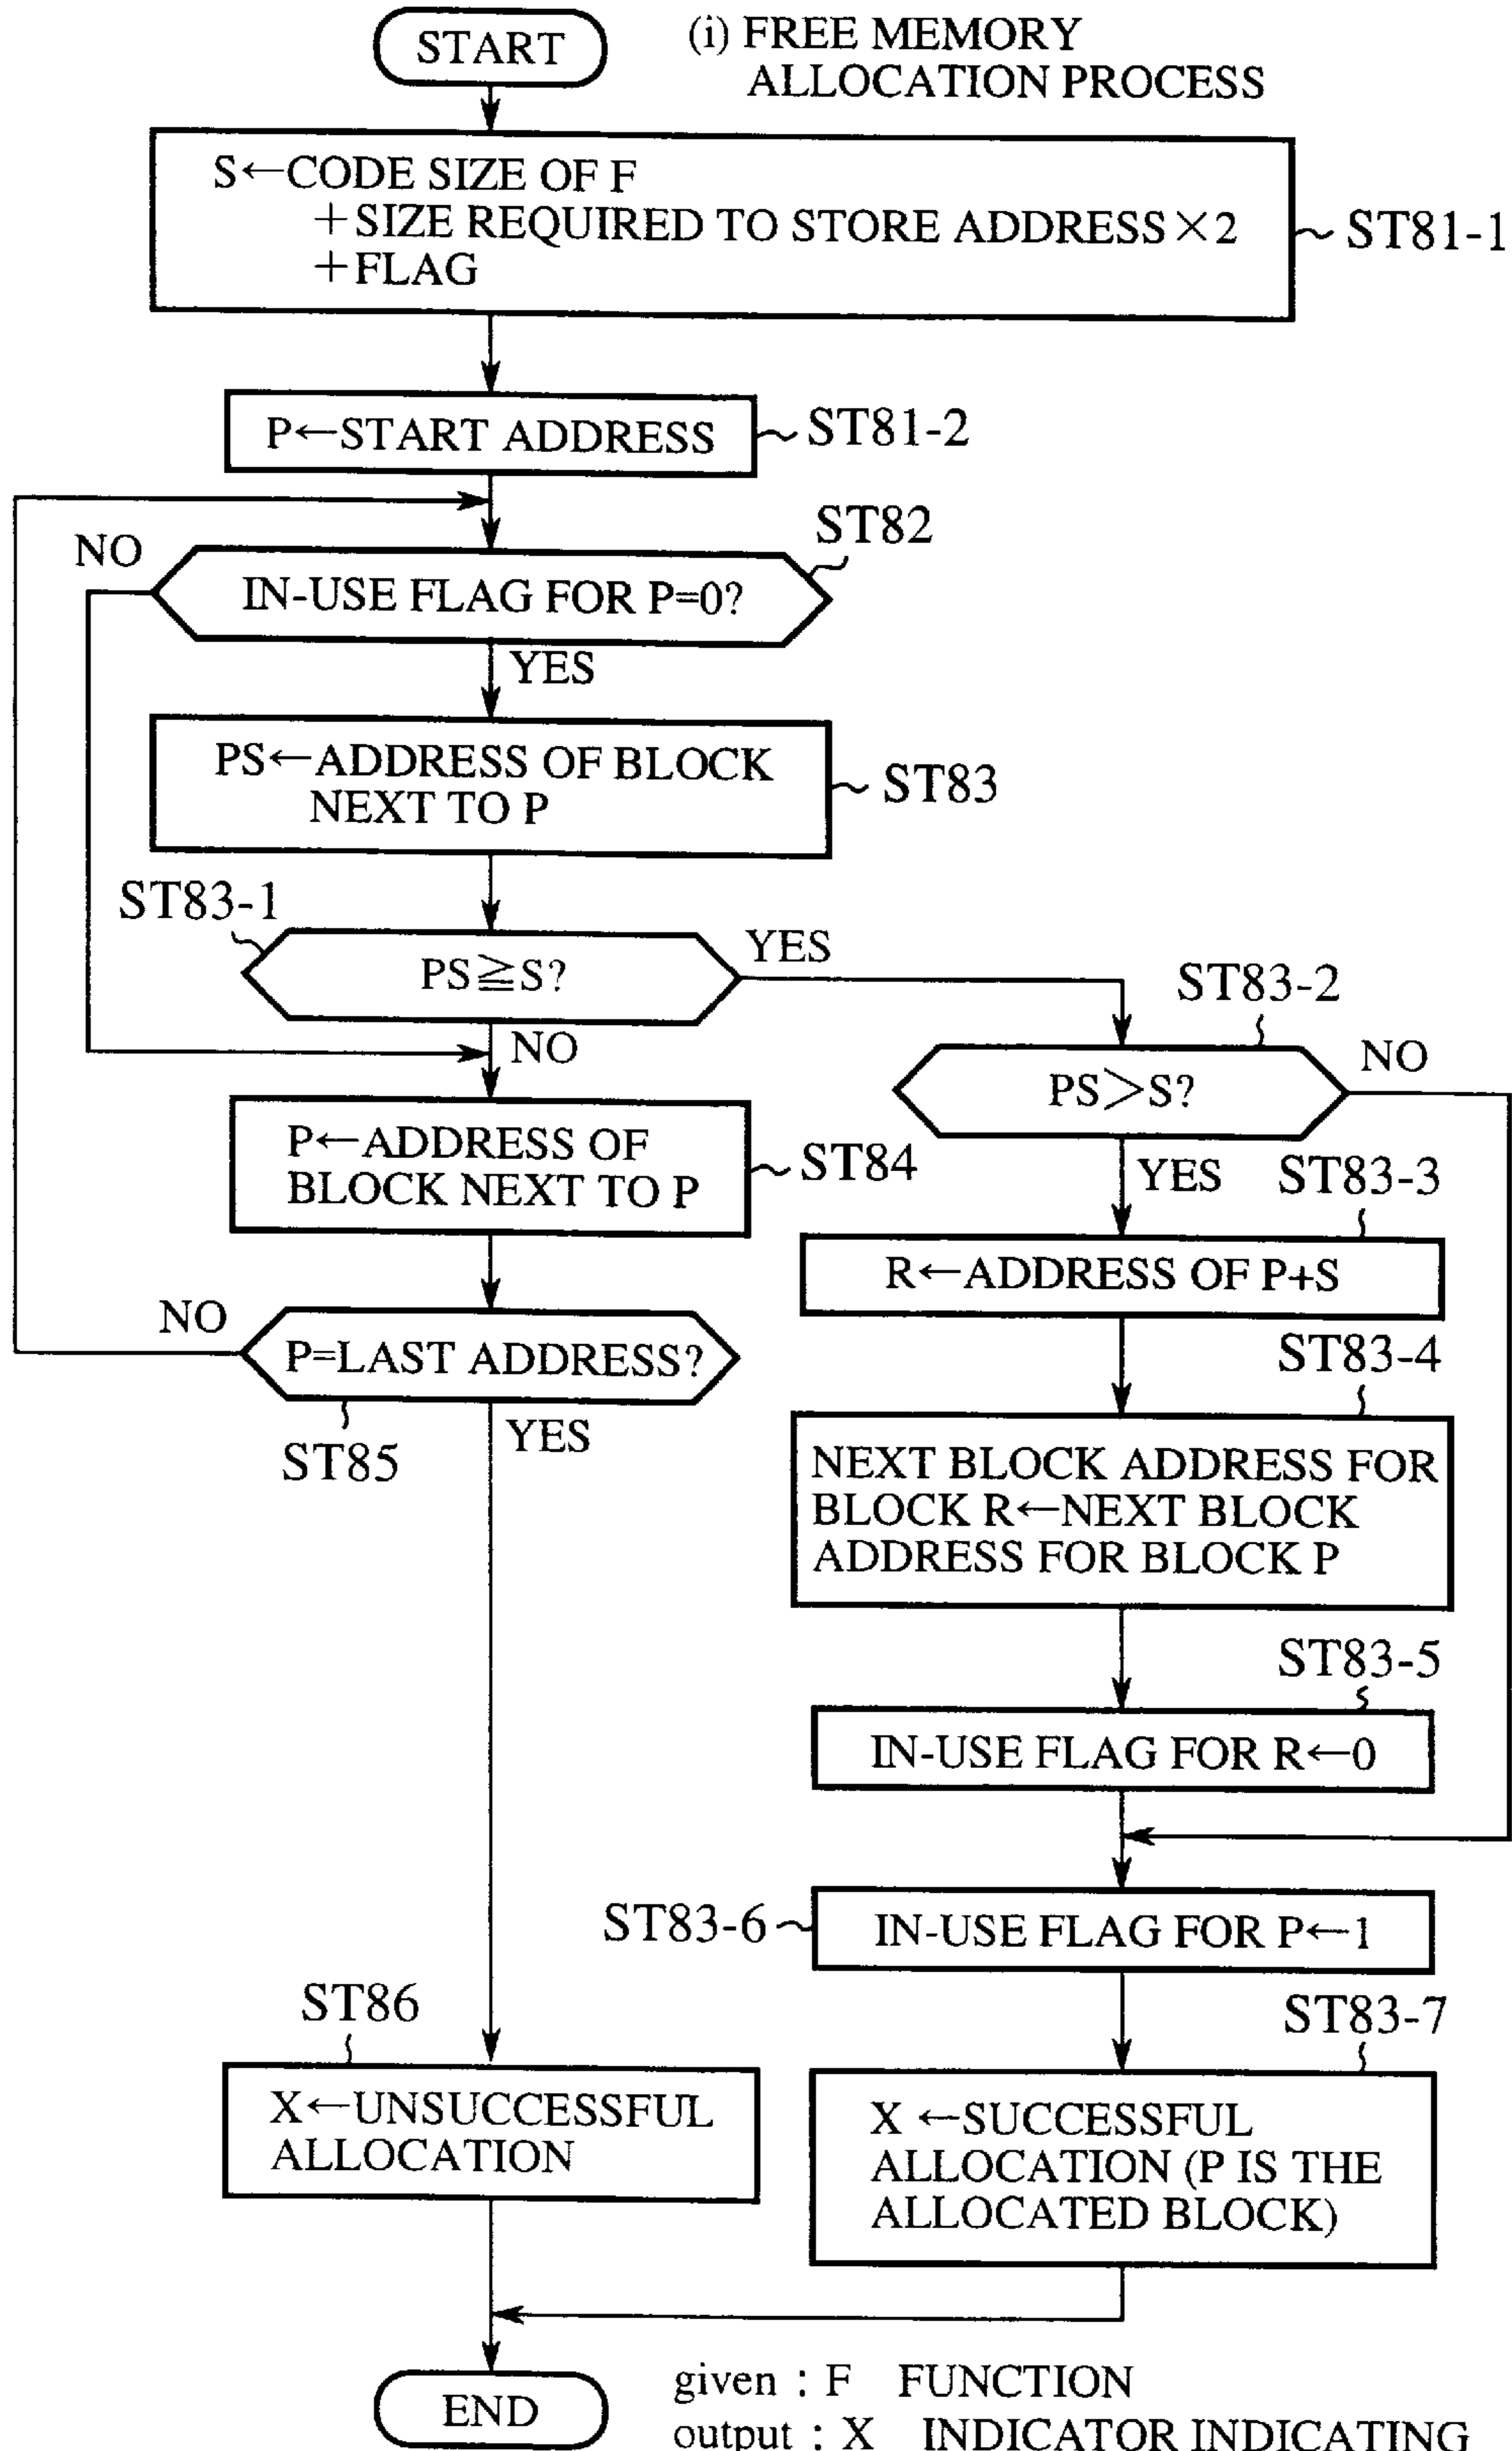 START
(i) FREE MEMORY
ALLOCATION PROCESS
S←CODE SIZE OF F
+SIZE REQUIRED TO STORE ADDRESS×2
+FLAG
ST81-1
P←START ADDRESS
ST81-2
ST82
NO
IN-USE FLAG FOR P=0?
YES
PS←ADDRESS OF BLOCK
NEXT TO P
ST83
ST83-1
PS≧S?
YES
NO
ST83-2
PS>S?
NO
YES
P←ADDRESS OF
BLOCK NEXT TO P
ST84
ST83-3
R←ADDRESS OF P+S
NO
P=LAST ADDRESS?
YES
ST85
ST83-4
NEXT BLOCK ADDRESS FOR
BLOCK R←NEXT BLOCK
ADDRESS FOR BLOCK P
ST83-5
IN-USE FLAG FOR R←0
ST83-6
IN-USE FLAG FOR P←1
ST86
X←UNSUCCESSFUL
ALLOCATION
ST83-7
X ←SUCCESSFUL
ALLOCATION (P IS THE
ALLOCATED BLOCK)
END
given : F FUNCTION
output : X INDICATOR INDICATING